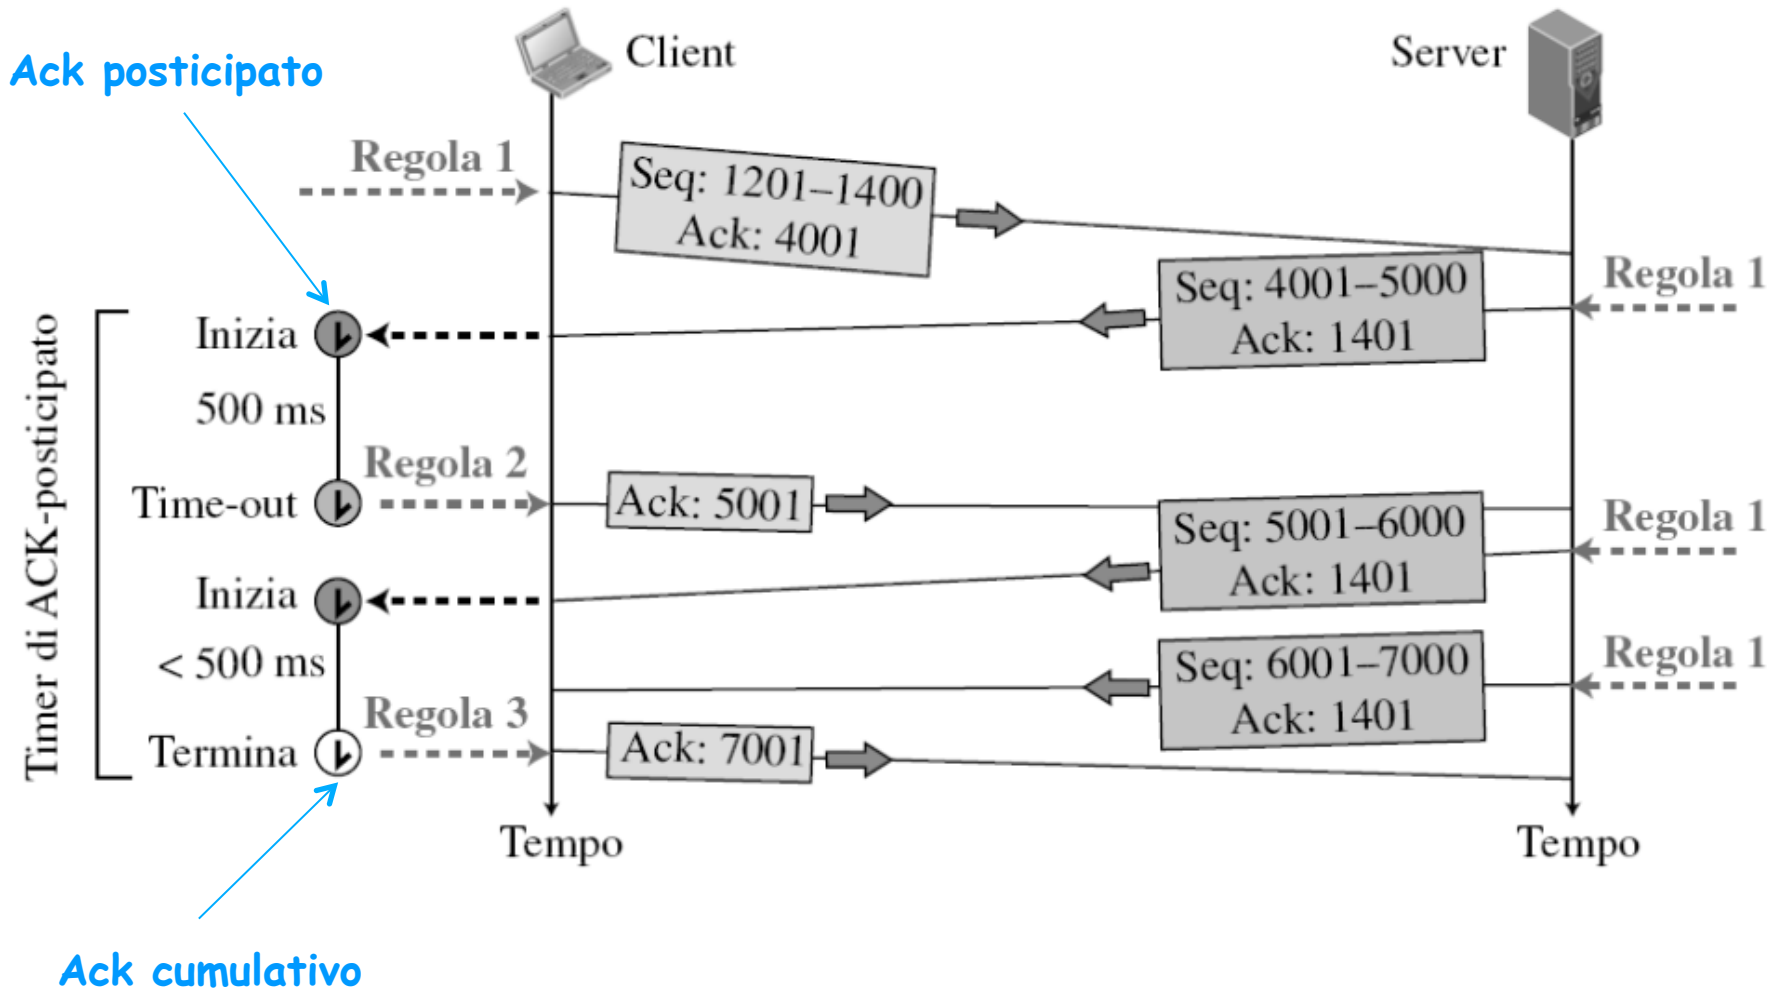 Client
Server
Ack posticipato
Regola 1
Seq: 1201–1400
Ack: 4001
Regola 1
Seq: 4001–5000
Ack: 1401
Timer di ACK-posticipato
Inizia
500 ms
Regola 2
Time-out
Ack: 5001
Regola 1
Seq: 5001–6000
Ack: 1401
Inizia
< 500 ms
Regola 1
Seq: 6001–7000
Ack: 1401
Regola 3
Termina
Ack: 7001
Tempo
Tempo
Ack cumulativo